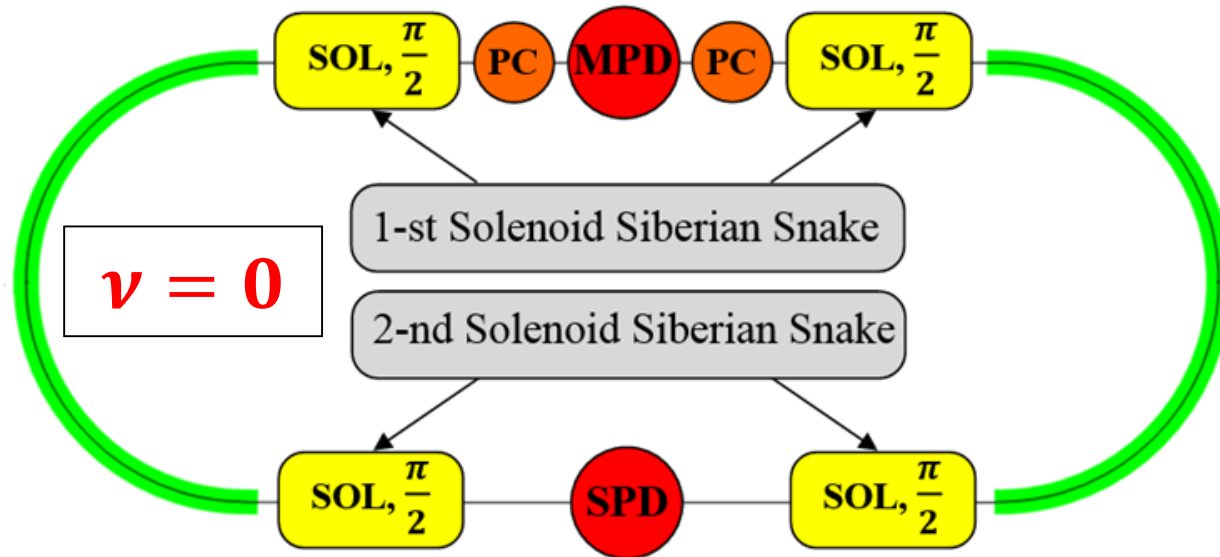 SOL, π/2 PC MPD PC SOL, π/2
1-st Solenoid Siberian Snake
ν = 0
2-nd Solenoid Siberian Snake
SOL, π/2 SPD SOL, π/2